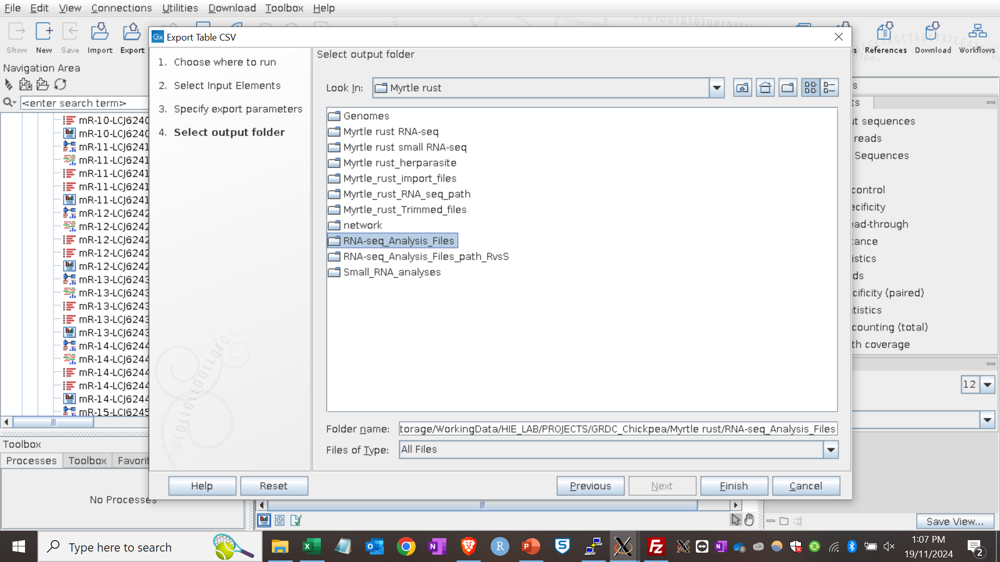 File Edit View Connections Utilities Download Toolbox Help
Show New Save Import Export
References Download Workflows
Gx Export Table CSV
Navigation Area
<enter search term>
mR-10-LCJ6240
mR-10-LCJ6240
mR-11-LCJ6241
mR-11-LCJ6241
mR-11-LCJ6241
mR-11-LCJ6241
mR-11-LCJ6241
mR-12-LCJ6242
mR-12-LCJ6242
mR-12-LCJ6242
mR-12-LCJ6242
mR-12-LCJ6242
mR-13-LCJ6243
mR-13-LCJ6243
mR-13-LCJ6243
mR-13-LCJ6243
mR-13-LCJ6243
mR-14-LCJ6244
mR-14-LCJ6244
mR-14-LCJ6244
mR-14-LCJ6244
mR-14-LCJ6244
mR-15-LCJ6245
Toolbox
Processes Toolbox Favorit
No Processes
1. Choose where to run
2. Select Input Elements
3. Specify export parameters
4. Select output folder
Select output folder
Look In: Myrtle rust
Genomes
Myrtle rust RNA-seq
Myrtle rust small RNA-seq
Myrtle rust_herparasite
Myrtle_rust_import_files
Myrtle_rust_RNA_seq_path
Myrtle_rust_Trimmed_files
network
RNA-seq_Analysis_Files
RNA-seq_Analysis_Files_path_RvsS
Small_RNA_analyses
Folder name: torage/WorkingData/HIE_LAB/PROJECTS/GRDC_Chickpea/Myrtle rust/RNA-seq_Analysis_Files
Files of Type: All Files
Help Reset Previous Next Finish Cancel
s
ts
ut sequences
reads
Sequences
control
ecificity
ead-through
tance
istics
ds
cificity (paired)
tistics
counting (total)
th coverage
12
Save View...
Type here to search
1:07 PM
19/11/2024
2